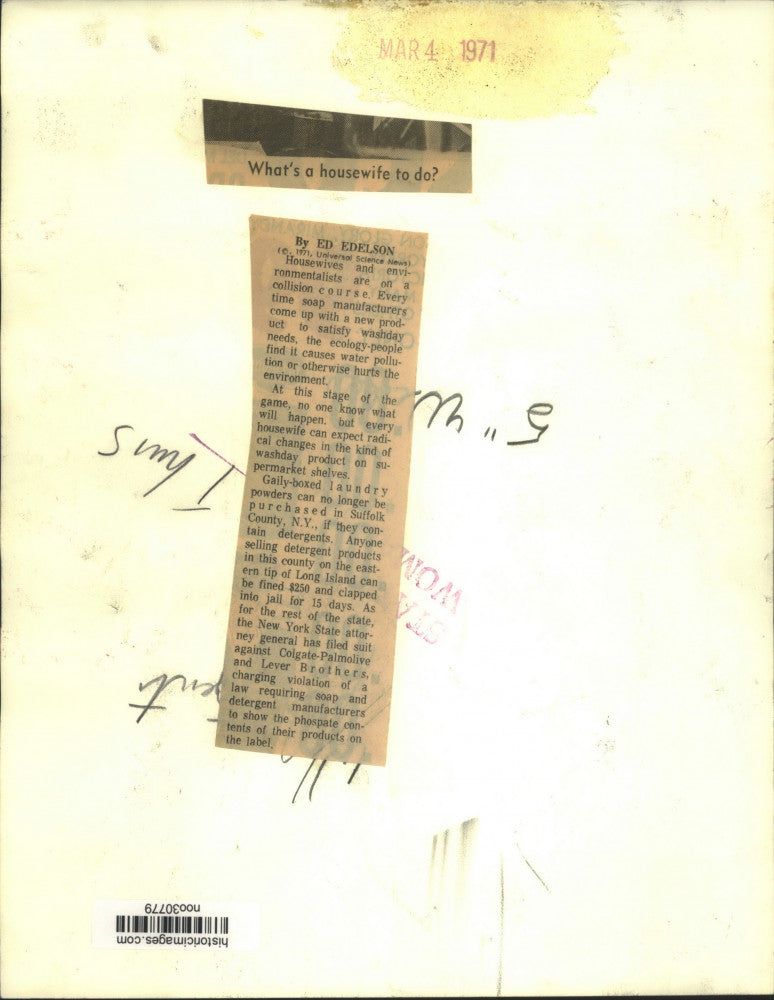 MAR 4 1971
What's a housewife to do?
By ED EDELSON
(©, 1971, Universal Science News)
Housewives and envi-
ronmentalists are on a
collision course. Every
time soap manufacturers
come up with a new prod-
uct to satisfy washday
needs, the ecology-people
find it causes water pollu-
tion or otherwise hurts the
environment.
At this stage of the
game, no one know what
will happen, but every
housewife can expect radi-
cal changes in the kind of
washday product on su-
permarket shelves.
Gaily-boxed laundry
powders can no longer be
purchased in Suffolk
County, N.Y., if they con-
tain detergents. Anyone
selling detergent products
in this county on the east-
ern tip of Long Island can
be fined $250 and clapped
into jail for 15 days. As
for the rest of the state,
the New York State attor-
ney general has filed suit
against Colgate-Palmolive
and Lever Brothers,
charging violation of a
law requiring soap and
detergent manufacturers
to show the phospate con-
tents of their products on
the label.
5"
Thurs
WOM
STA
historicimages.com
noo30779